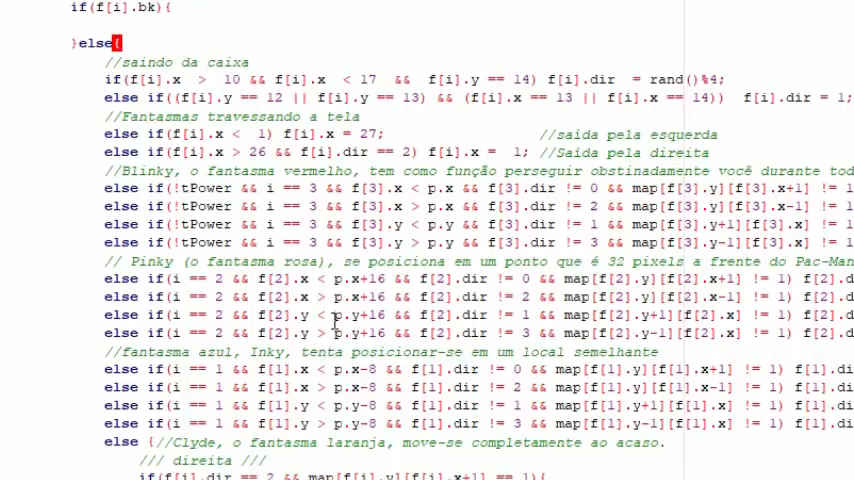 if(f[i].bk){
}else{
//saindo da caixa
if(f[i].x > 10 && f[i].x < 17 && f[i].y == 14) f[i].dir = rand()%4;
else if((f[i].y == 12 || f[i].y == 13) && (f[i].x == 13 || f[i].x == 14)) f[i].dir = 1;
//Fantasmas travessando a tela
else if(f[i].x < 1) f[i].x = 27; //saída pela esquerda
else if(f[i].x > 26 && f[i].dir == 2) f[i].x = 1; //Saída pela direita
//Blinky, o fantasma vermelho, tem como função perseguir obstinadamente você durante tod
else if(!tPower && i == 3 && f[3].x < p.x && f[3].dir != 0 && map[f[3].y][f[3].x+1] != 1
else if(!tPower && i == 3 && f[3].x > p.x && f[3].dir != 2 && map[f[3].y][f[3].x-1] != 1
else if(!tPower && i == 3 && f[3].y < p.y && f[3].dir != 1 && map[f[3].y+1][f[3].x] != 1
else if(!tPower && i == 3 && f[3].y > p.y && f[3].dir != 3 && map[f[3].y-1][f[3].x] != 1
// Pinky (o fantasma rosa), se posiciona em um ponto que é 32 pixels a frente do Pac-Man
else if(i == 2 && f[2].x < p.x+16 && f[2].dir != 0 && map[f[2].y][f[2].x+1] != 1) f[2].d
else if(i == 2 && f[2].x > p.x+16 && f[2].dir != 2 && map[f[2].y][f[2].x-1] != 1) f[2].d
else if(i == 2 && f[2].y < p.y+16 && f[2].dir != 1 && map[f[2].y+1][f[2].x] != 1) f[2].d
else if(i == 2 && f[2].y > p.y+16 && f[2].dir != 3 && map[f[2].y-1][f[2].x] != 1) f[2].d
//fantasma azul, Inky, tenta posicionar-se em um local semelhante
else if(i == 1 && f[1].x < p.x-8 && f[1].dir != 0 && map[f[1].y][f[1].x+1] != 1) f[1].di
else if(i == 1 && f[1].x > p.x-8 && f[1].dir != 2 && map[f[1].y][f[1].x-1] != 1) f[1].di
else if(i == 1 && f[1].y < p.y-8 && f[1].dir != 1 && map[f[1].y+1][f[1].x] != 1) f[1].di
else if(i == 1 && f[1].y > p.y-8 && f[1].dir != 3 && map[f[1].y-1][f[1].x] != 1) f[1].di
else {//Clyde, o fantasma laranja, move-se completamente ao acaso.
/// direita ///
if(f[i].dir == 2 && map[f[i].y][f[i].x+1] == 1){